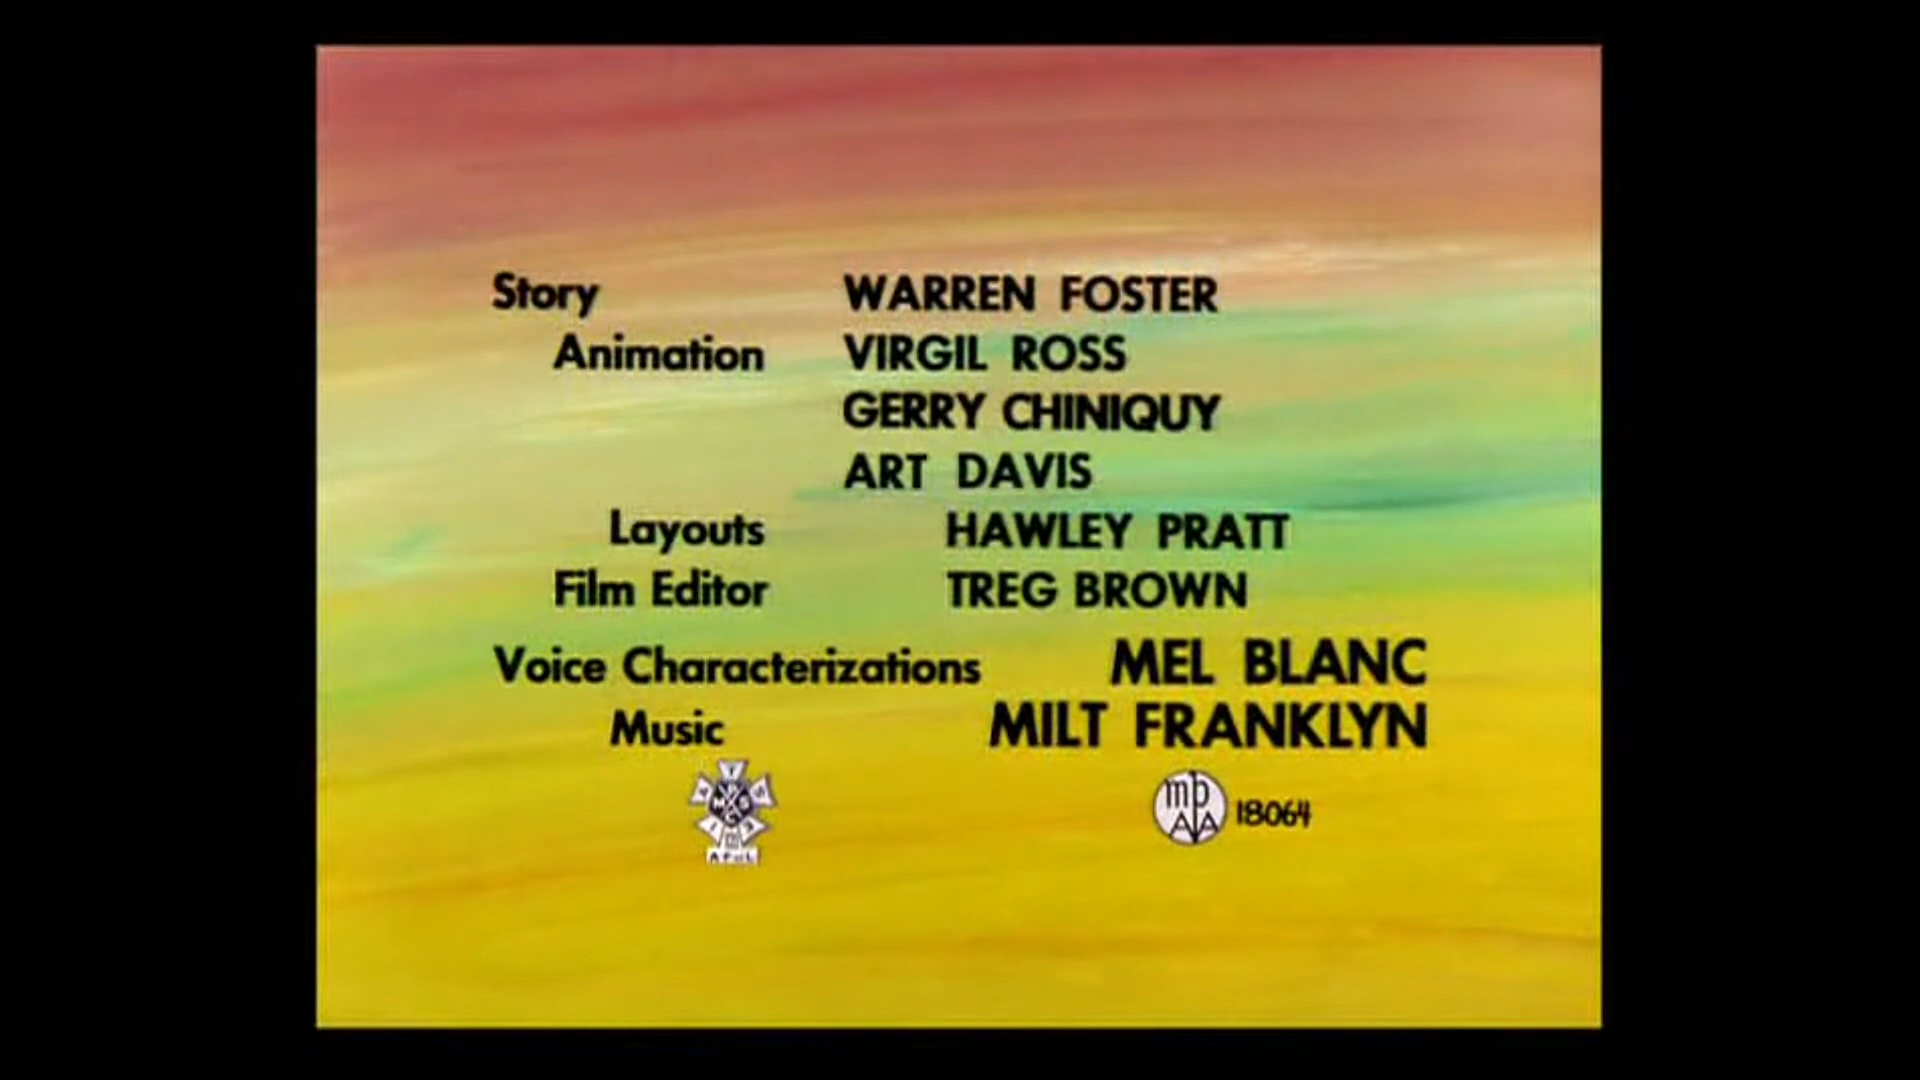 Story WARREN FOSTER
Animation VIRGIL ROSS
GERRY CHINIQUY
ART DAVIS
Layouts HAWLEY PRATT
Film Editor TREG BROWN
Voice Characterizations MEL BLANC
Music MILT FRANKLYN
18064